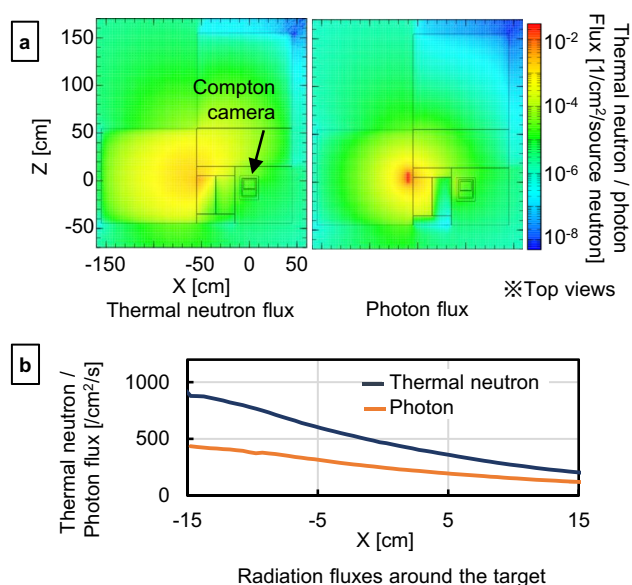 a
150
100
50
0
-50
Z [cm]
Compton
camera
-150
-100
-50
0
50
X [cm]
Thermal neutron flux
Photon flux
10-2
10-4
10-6
10-8
Thermal neutron / photon
Flux [1/cm2/source neutron]
※Top views
b
Thermal neutron /
Photon flux [/cm2/s]
1000
500
0
Thermal neutron
Photon
-15
-5
5
15
X [cm]
Radiation fluxes around the target